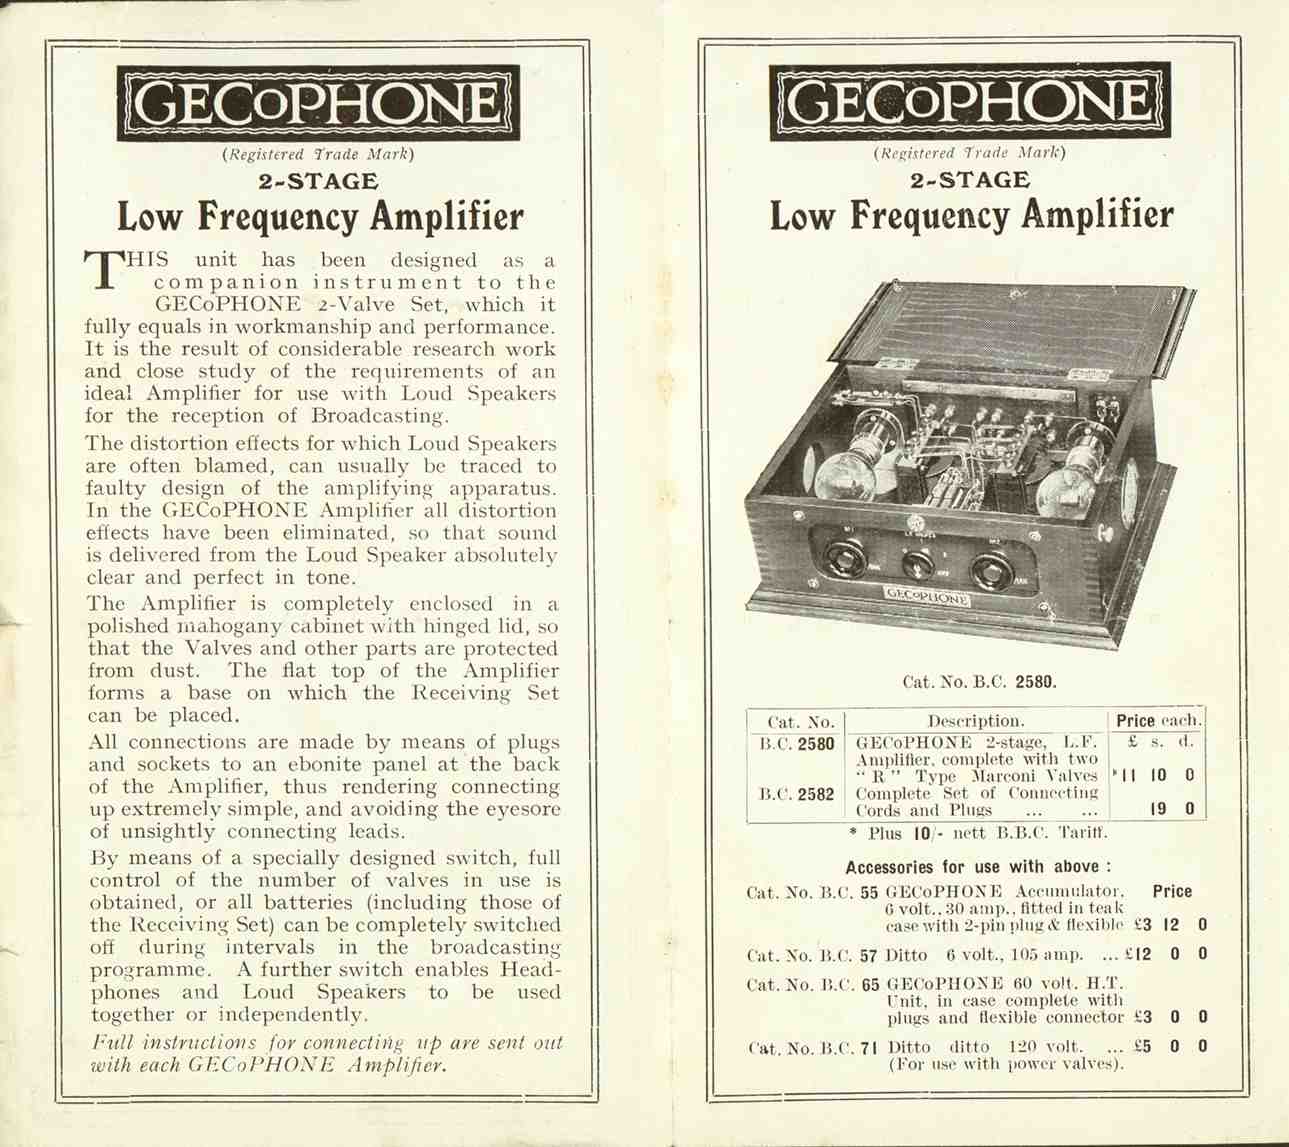 GECoPHONE
(Registered Trade Mark)
2-STAGE
Low Frequency Amplifier
THIS unit has been designed as a
companion instrument to the
GECoPHONE 2-Valve Set, which it
fully equals in workmanship and performance.
It is the result of considerable research work
and close study of the requirements of an
ideal Amplifier for use with Loud Speakers
for the reception of Broadcasting.
The distortion effects for which Loud Speakers
are often blamed, can usually be traced to
faulty design of the amplifying apparatus.
In the GECoPHONE Amplifier all distortion
effects have been eliminated, so that sound
is delivered from the Loud Speaker absolutely
clear and perfect in tone.
The Amplifier is completely enclosed in a
polished mahogany cabinet with hinged lid, so
that the Valves and other parts are protected
from dust. The flat top of the Amplifier
forms a base on which the Receiving Set
can be placed.
All connections are made by means of plugs
and sockets to an ebonite panel at the back
of the Amplifier, thus rendering connecting
up extremely simple, and avoiding the eyesore
of unsightly connecting leads.
By means of a specially designed switch, full
control of the number of valves in use is
obtained, or all batteries (including those of
the Receiving Set) can be completely switched
off during intervals in the broadcasting
programme. A further switch enables Head-
phones and Loud Speakers to be used
together or independently.
Full instructions for connecting up are sent out
with each GECoPHONE Amplifier.
GECoPHONE
(Registered Trade Mark)
2-STAGE
Low Frequency Amplifier
GECoPHONE
Cat. No. B.C. 2580.
Cat. No. Description. Price each.
B.C. 2580 GECoPHONE 2-stage, L.F. £ s. d.
Amplifier, complete with two
"R" Type Marconi Valves *11 10 0
B.C. 2582 Complete Set of Connecting
Cords and Plugs ... ... 19 0
* Plus 10/- nett B.B.C. Tariff.
Accessories for use with above :
Cat. No. B.C. 55 GECoPHONE Accumulator, Price
6 volt., 30 amp., fitted in teak
case with 2-pin plug & flexible £3 12 0
Cat. No. B.C. 57 Ditto 6 volt., 105 amp. ... £12 0 0
Cat. No. B.C. 65 GECoPHONE 60 volt. H.T.
Unit, in case complete with
plugs and flexible connector £3 0 0
Cat. No. B.C. 71 Ditto ditto 120 volt. ... £5 0 0
(For use with power valves).